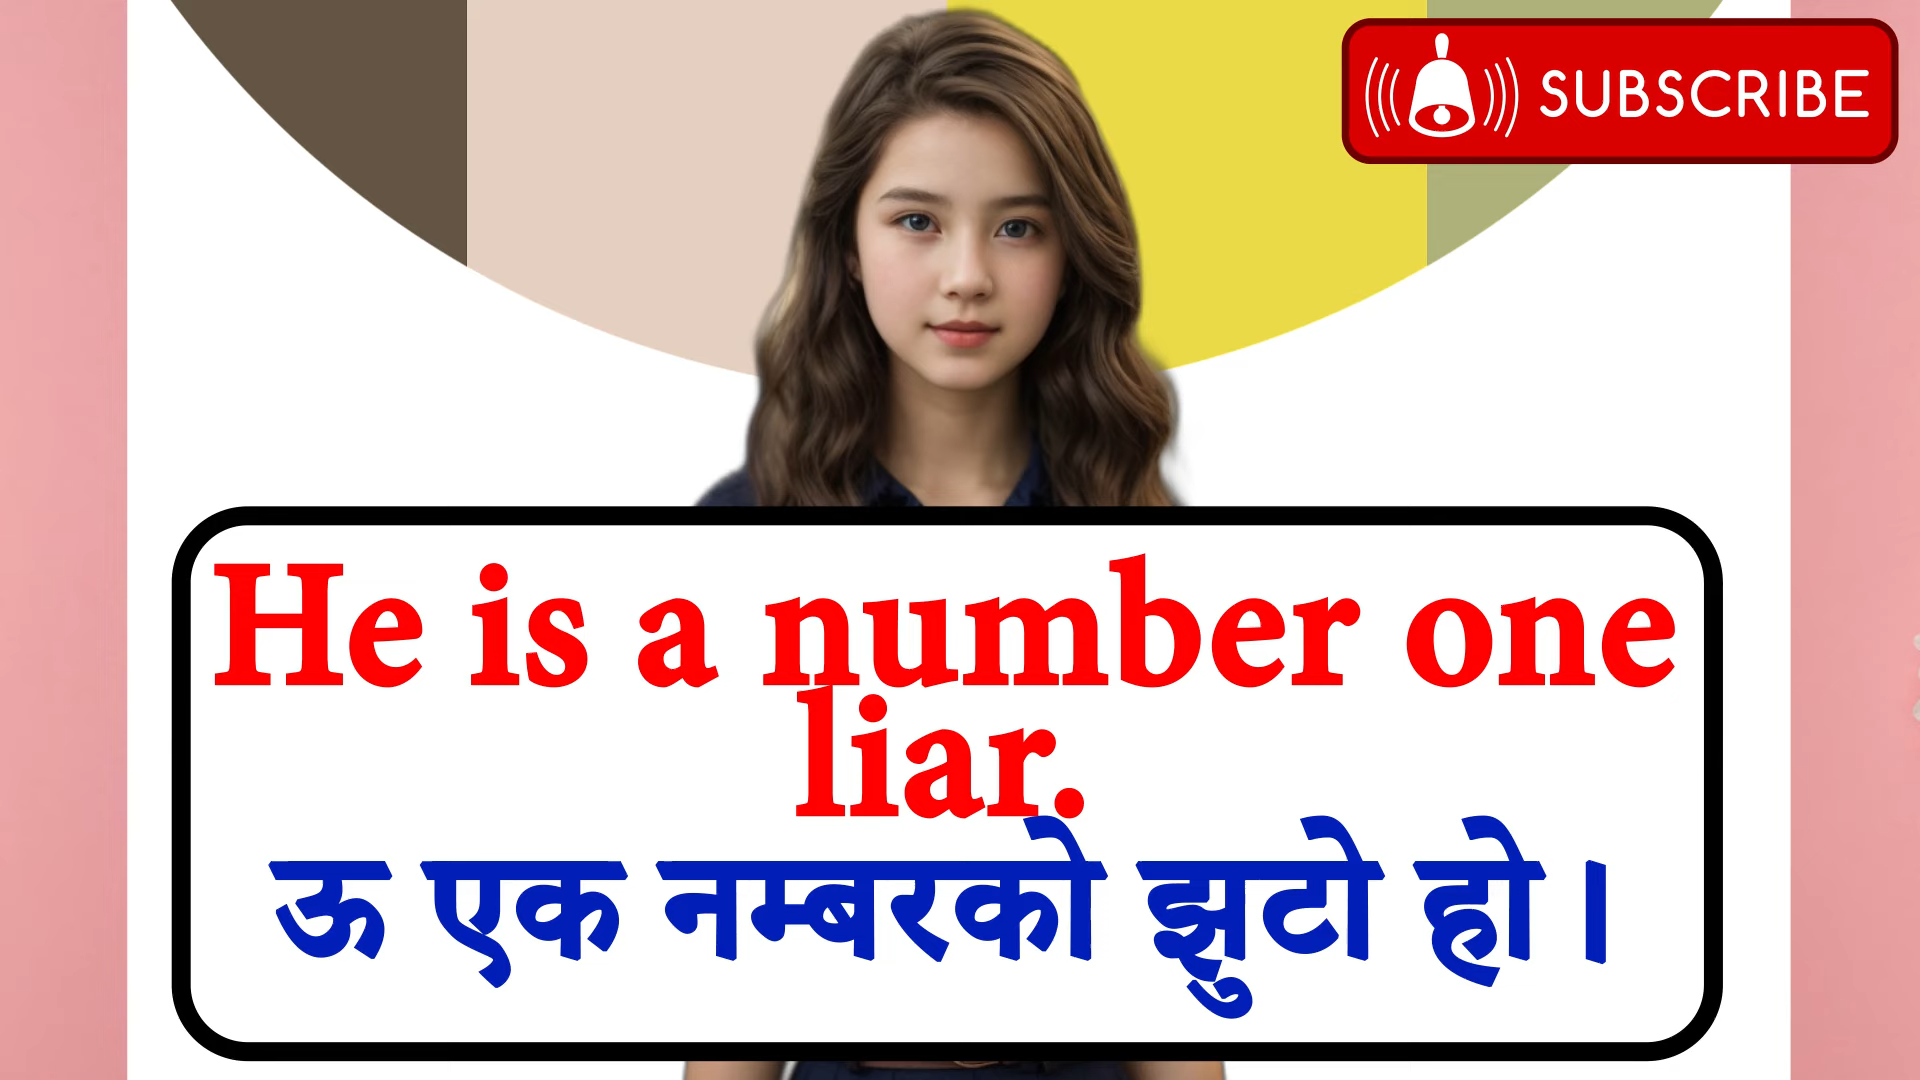 SUBSCRIBE
He is a number one
liar.
ऊ एक नम्बरको झुटो हो ।